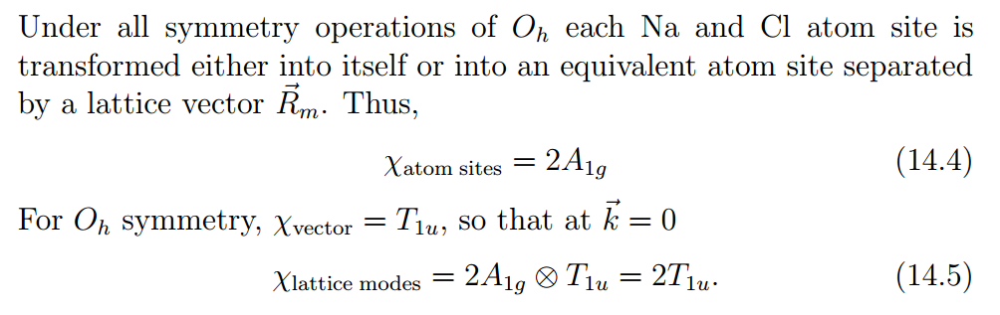 Under all symmetry operations of $O_h$ each Na and Cl atom site is
transformed either into itself or into an equivalent atom site separated
by a lattice vector $\vec{R}_m$. Thus,
$\chi_{\text{atom sites}} = 2A_{1g}$ (14.4)
For $O_h$ symmetry, $\chi_{\text{vector}} = T_{1u}$, so that at $\vec{k} = 0$
$\chi_{\text{lattice modes}} = 2A_{1g} \otimes T_{1u} = 2T_{1u}.$ (14.5)